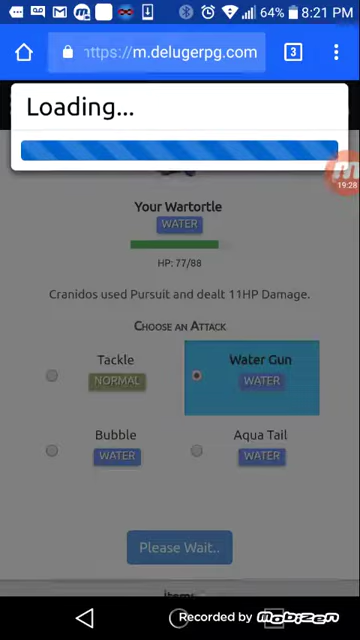 64% 8:21 PM
https://m.delugerpg.com 3
Loading...
19:28
Your Wartortle
WATER
HP: 77/88
Cranidos used Pursuit and dealt 11HP Damage.
Choose an Attack
Tackle Water Gun
NORMAL WATER
Bubble Aqua Tail
WATER WATER
Please Wait..
Items
Recorded by Mobizen